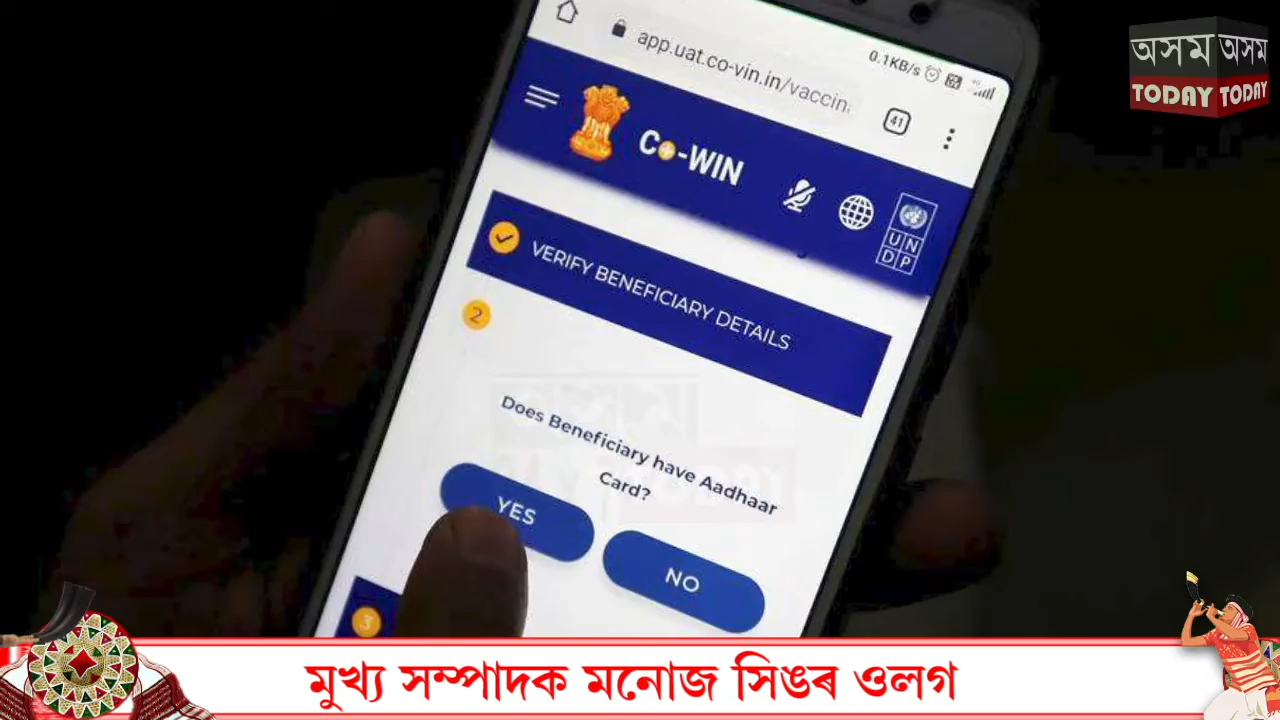 অসম অসম
TODAY TODAY
0.1KB/s
app.uat.co-vin.in/vaccin
41
Co-WIN
UN
DP
VERIFY BENEFICIARY DETAILS
2
Does Beneficiary have Aadhaar
Card?
YES
NO
3
মুখ্য সম্পাদক মনোজ সিঙৰ ওলগ